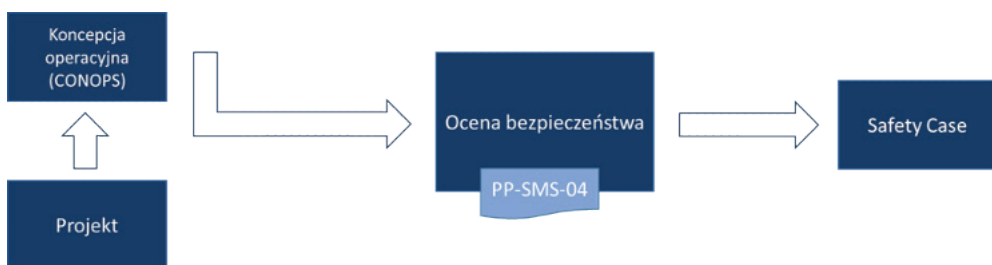 Koncepcja
operacyjna
(CONOPS)
Ocena bezpieczeństwa
PP-SMS-04
Safety Case
Projekt